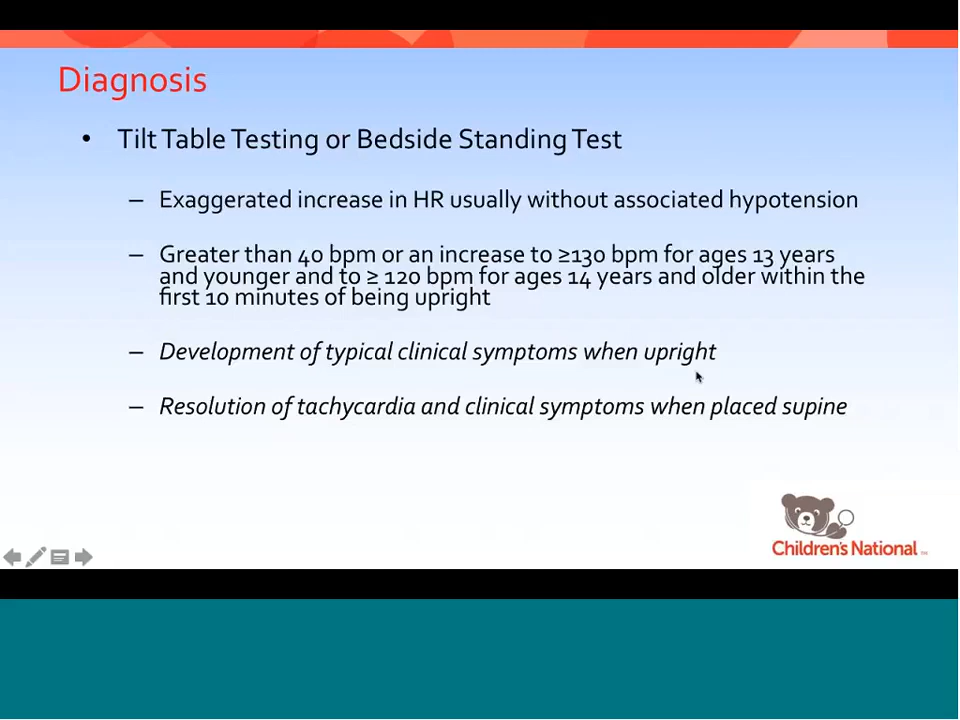 Diagnosis
• Tilt Table Testing or Bedside Standing Test
– Exaggerated increase in HR usually without associated hypotension
– Greater than 40 bpm or an increase to ≥130 bpm for ages 13 years
and younger and to ≥ 120 bpm for ages 14 years and older within the
first 10 minutes of being upright
– Development of typical clinical symptoms when upright
– Resolution of tachycardia and clinical symptoms when placed supine
Children's National ™